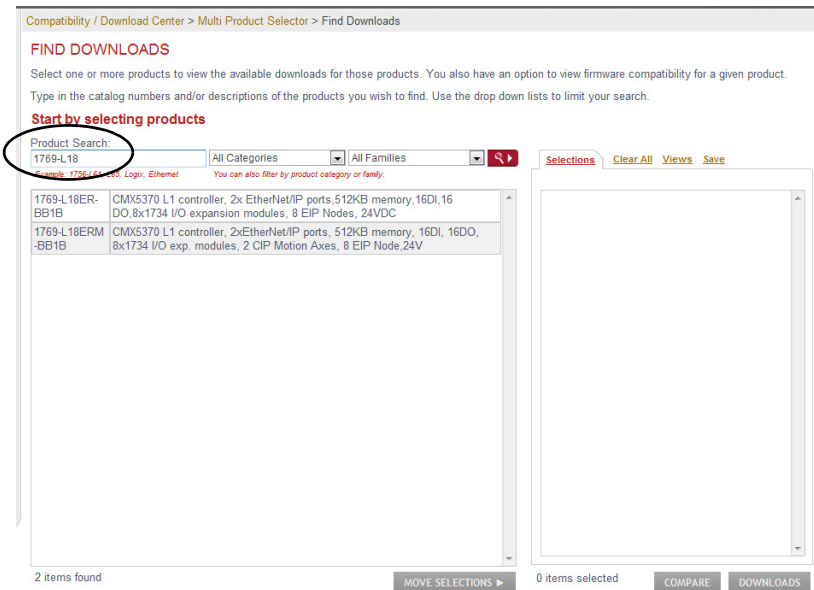 Compatibility / Download Center > Multi Product Selector > Find Downloads
FIND DOWNLOADS
Select one or more products to view the available downloads for those products. You also have an option to view firmware compatibility for a given product.
Type in the catalog numbers and/or descriptions of the products you wish to find. Use the drop down lists to limit your search.
Start by selecting products
Product Search:
1769-L18 All Categories All Families
Example: 1756-L64, L65, Logix, Ethernet You can also filter by product category or family.
Selections Clear All Views Save
1769-L18ER- CMX5370 L1 controller, 2x EtherNet/IP ports,512KB memory,16DI,16
BB1B DO,8x1734 I/O expansion modules, 8 EIP Nodes, 24VDC
1769-L18ERM CMX5370 L1 controller, 2xEtherNet/IP ports, 512KB memory, 16DI, 16DO,
-BB1B 8x1734 I/O exp. modules, 2 CIP Motion Axes, 8 EIP Node,24V
2 items found MOVE SELECTIONS
0 items selected COMPARE DOWNLOADS